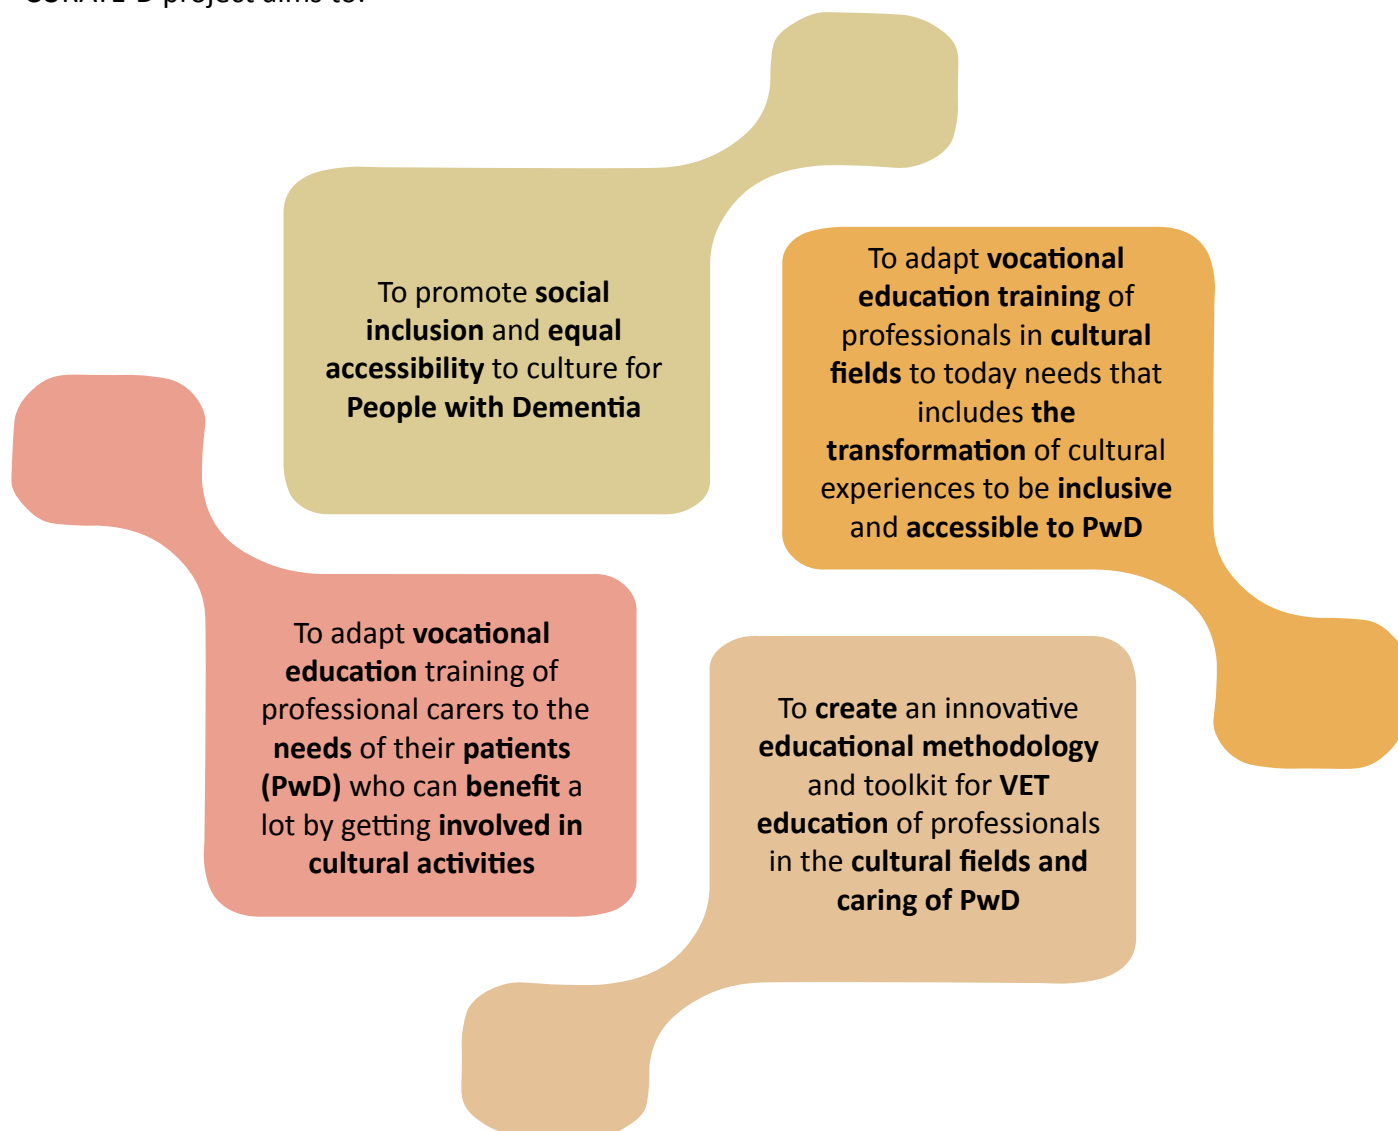 project aims to:
To promote social
inclusion and equal
accessibility to culture for
People with Dementia
To adapt vocational
education training of
professionals in cultural
fields to today needs that
includes the
transformation of cultural
experiences to be inclusive
and accessible to PwD
To adapt vocational
education training of
professional carers to the
needs of their patients
(PwD) who can benefit a
lot by getting involved in
cultural activities
To create an innovative
educational methodology
and toolkit for VET
education of professionals
in the cultural fields and
caring of PwD